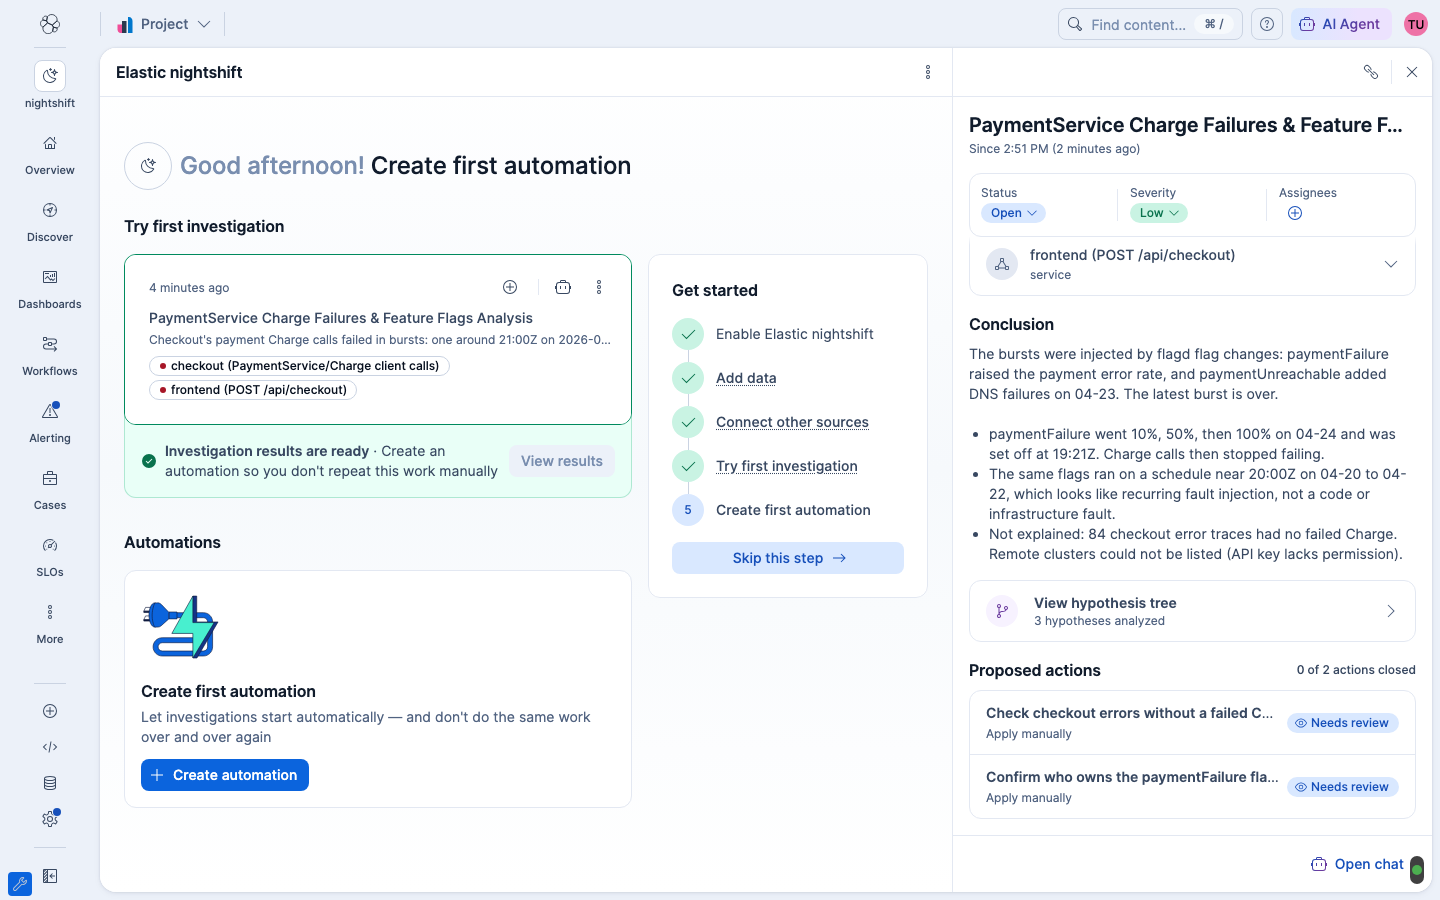 Project
Find content...
⌘ /
AI Agent
TU
nightshift
Overview
Discover
Dashboards
Workflows
Alerting
Cases
SLOs
More
Elastic nightshift
Good afternoon! Create first automation
Try first investigation
4 minutes ago
PaymentService Charge Failures & Feature Flags Analysis
Checkout's payment Charge calls failed in bursts: one around 21:00Z on 2026-0...
checkout (PaymentService/Charge client calls)
frontend (POST /api/checkout)
Investigation results are ready · Create an
automation so you don't repeat this work manually
View results
Get started
Enable Elastic nightshift
Add data
Connect other sources
Try first investigation
5
Create first automation
Skip this step
Automations
Create first automation
Let investigations start automatically — and don't do the same work
over and over again
Create automation
PaymentService Charge Failures & Feature F...
Since 2:51 PM (2 minutes ago)
Status
Open
Severity
Low
Assignees
frontend (POST /api/checkout)
service
Conclusion
The bursts were injected by flagd flag changes: paymentFailure
raised the payment error rate, and paymentUnreachable added
DNS failures on 04-23. The latest burst is over.
• paymentFailure went 10%, 50%, then 100% on 04-24 and was
set off at 19:21Z. Charge calls then stopped failing.
• The same flags ran on a schedule near 20:00Z on 04-20 to 04-
22, which looks like recurring fault injection, not a code or
infrastructure fault.
• Not explained: 84 checkout error traces had no failed Charge.
Remote clusters could not be listed (API key lacks permission).
View hypothesis tree
3 hypotheses analyzed
Proposed actions
0 of 2 actions closed
Check checkout errors without a failed C...
Apply manually
Needs review
Confirm who owns the paymentFailure fla...
Apply manually
Needs review
Open chat